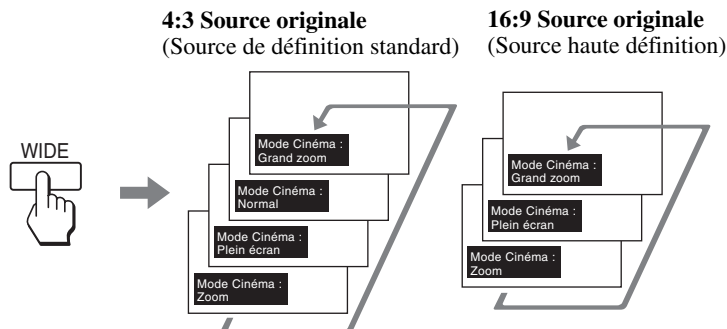 4:3 Source originale
(Source de définition standard)
16:9 Source originale
(Source haute définition)
WIDE
Mode Cinéma :
Grand zoom
Mode Cinéma :
Normal
Mode Cinéma :
Plein écran
Mode Cinéma :
Zoom
Mode Cinéma :
Grand zoom
Mode Cinéma :
Plein écran
Mode Cinéma :
Zoom